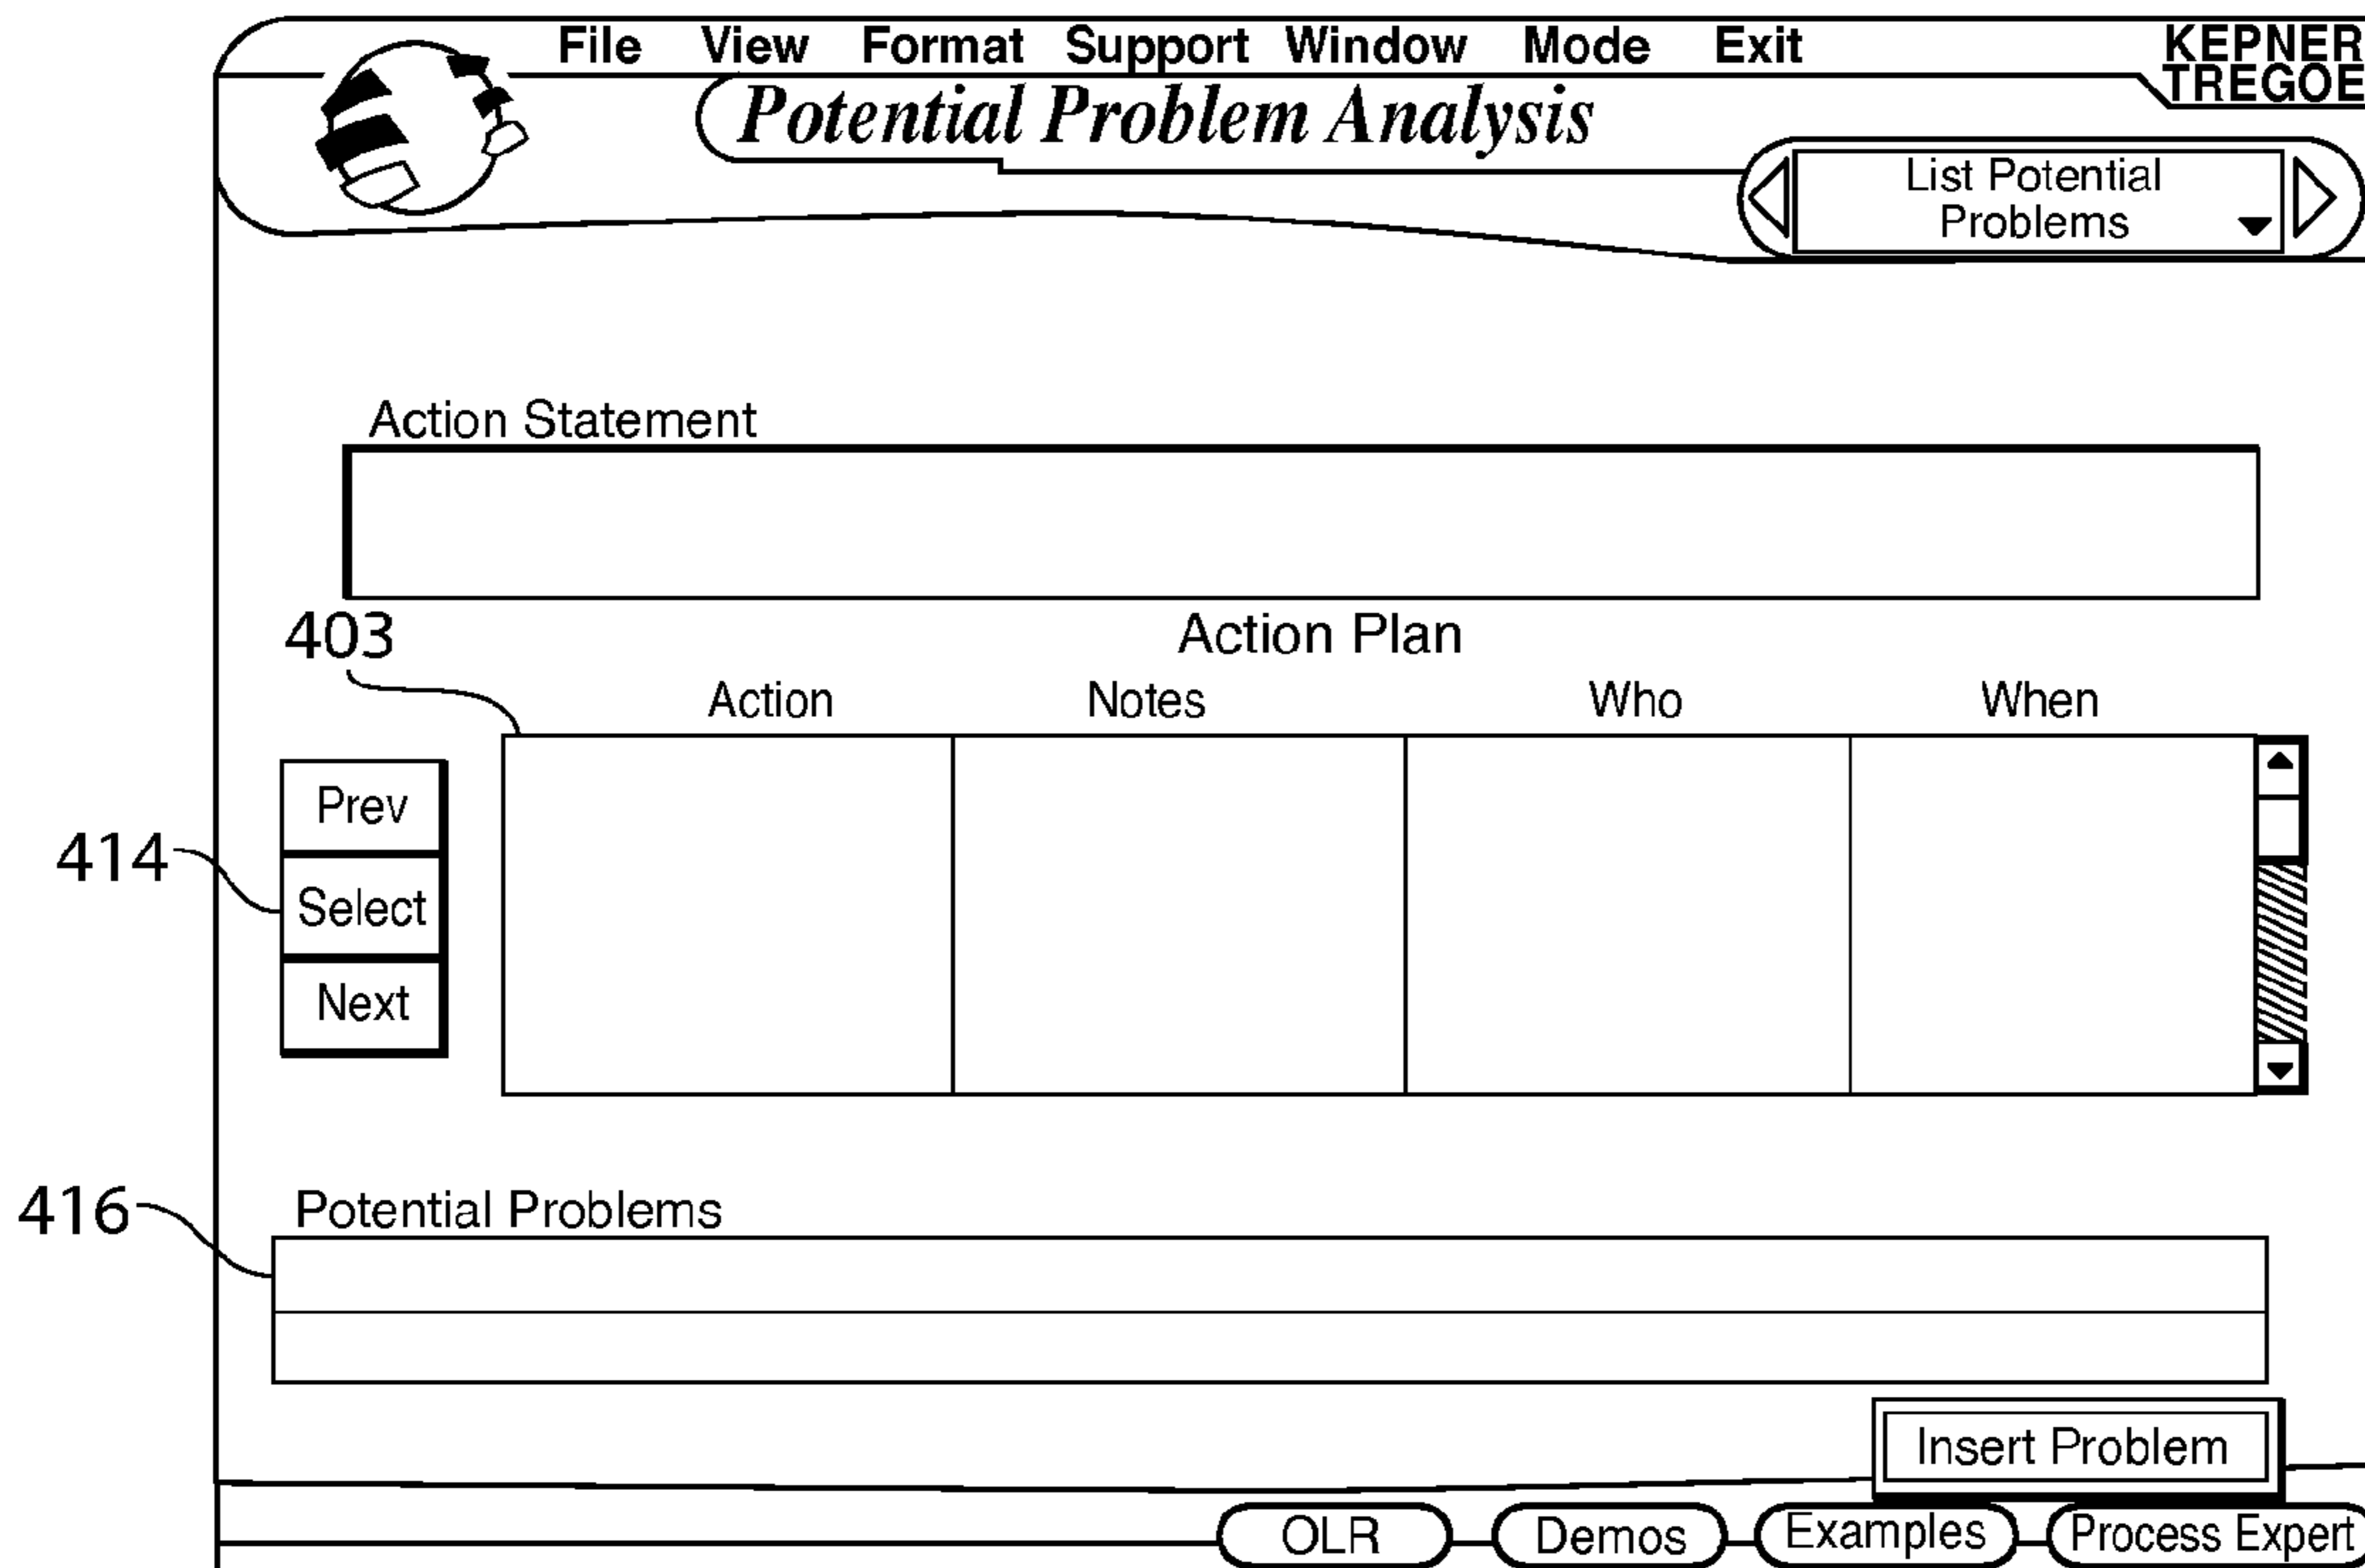 File View Format Support Window Mode Exit
KEPNER
TREGOE
Potential Problem Analysis
List Potential
Problems
Action Statement
403
Action Plan
Action Notes Who When
Prev
414
Select
Next
416
Potential Problems
Insert Problem
OLR Demos Examples Process Expert